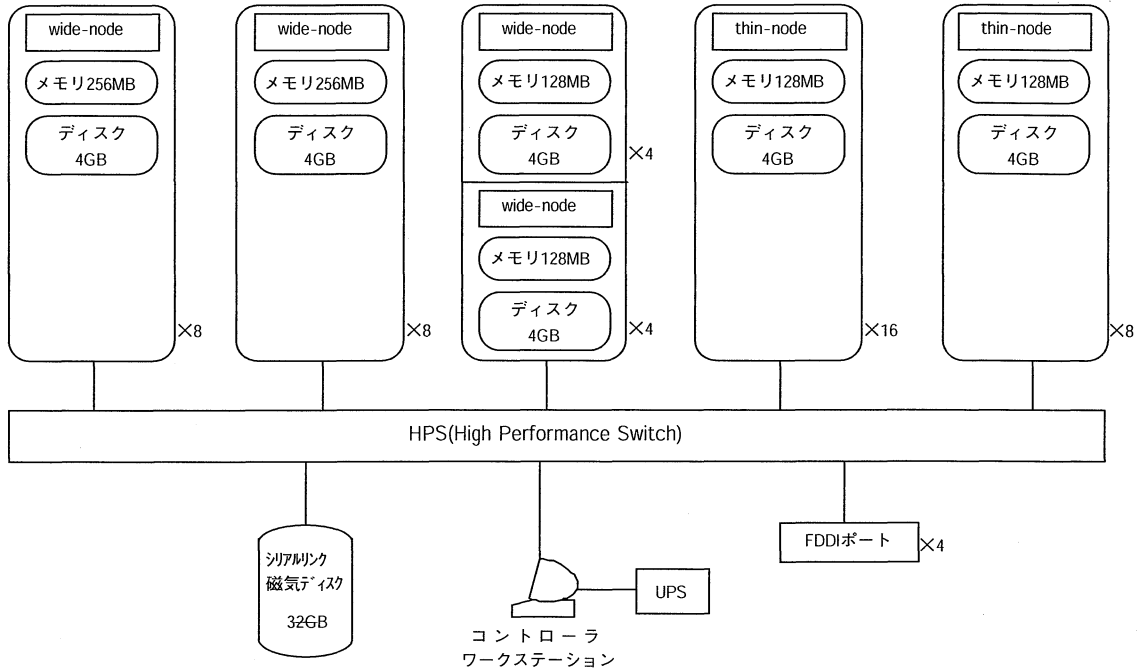 wide-node
メモリ256MB
ディスク
4GB
×8
wide-node
メモリ256MB
ディスク
4GB
×8
wide-node
メモリ128MB
ディスク
4GB
×4
wide-node
メモリ128MB
ディスク
4GB
×4
thin-node
メモリ128MB
ディスク
4GB
×16
thin-node
メモリ128MB
ディスク
4GB
×8
HPS(High Performance Switch)
シリアルリンク
磁気ディスク
32GB
コントローラ
ワークステーション
UPS
FDDIポート
×4